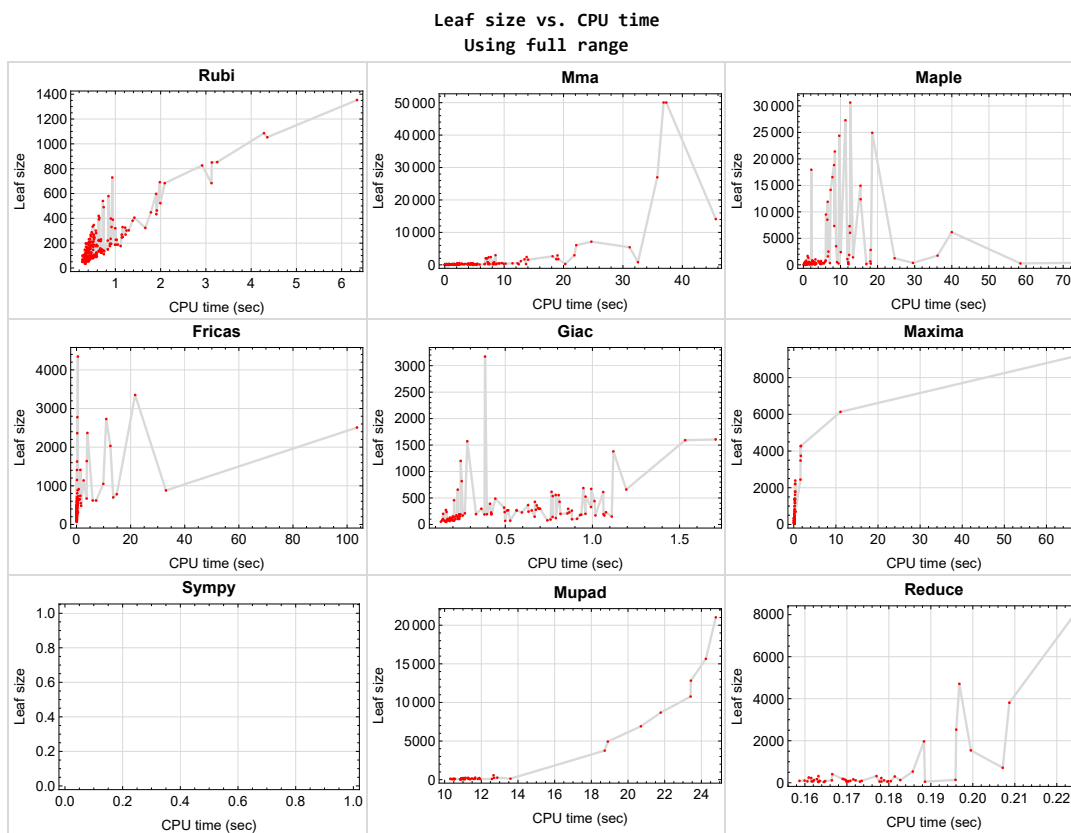 Leaf size vs. CPU time
Using full range
Rubi
Leaf size
1400
1200
1000
800
600
400
200
0
0 1 2 3 4 5 6
CPU time (sec)
Mma
Leaf size
50 000
40 000
30 000
20 000
10 000
0
0 10 20 30 40
CPU time (sec)
Maple
Leaf size
30 000
25 000
20 000
15 000
10 000
5000
0
0 10 20 30 40 50 60 70
CPU time (sec)
Fricas
Leaf size
4000
3000
2000
1000
0
0 20 40 60 80 100
CPU time (sec)
Giac
Leaf size
3000
2500
2000
1500
1000
500
0
0.5 1.0 1.5
CPU time (sec)
Maxima
Leaf size
8000
6000
4000
2000
0
0 10 20 30 40 50 60
CPU time (sec)
Sympy
Leaf size
1.0
0.8
0.6
0.4
0.2
0.0
0.0 0.2 0.4 0.6 0.8 1.0
CPU time (sec)
Mupad
Leaf size
20 000
15 000
10 000
5000
0
10 12 14 16 18 20 22 24
CPU time (sec)
Reduce
Leaf size
8000
6000
4000
2000
0
0.16 0.17 0.18 0.19 0.20 0.21 0.22
CPU time (sec)